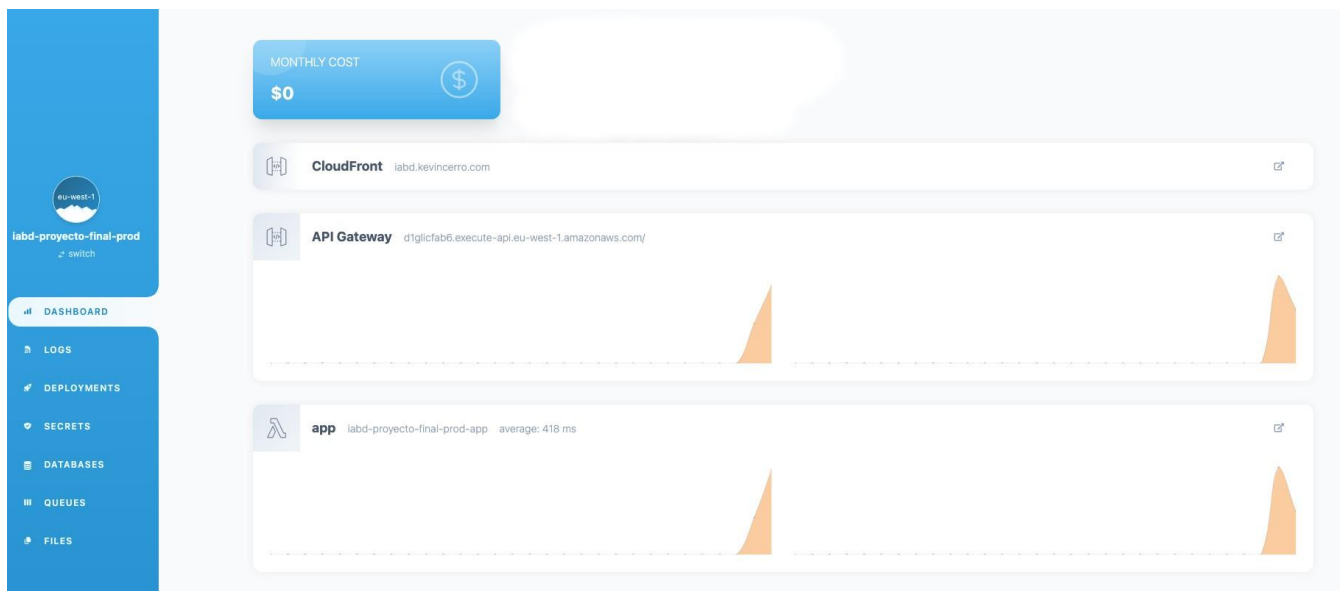 eu-west-1
iabd-proyecto-final-prod
switch
DASHBOARD
LOGS
DEPLOYMENTS
SECRETS
DATABASES
QUEUES
FILES
MONTHLY COST
$0
CloudFront iabd.kevincerro.com
API Gateway d1glicfab6.execute-api.eu-west-1.amazonaws.com/
app iabd-proyecto-final-prod-app average: 418 ms